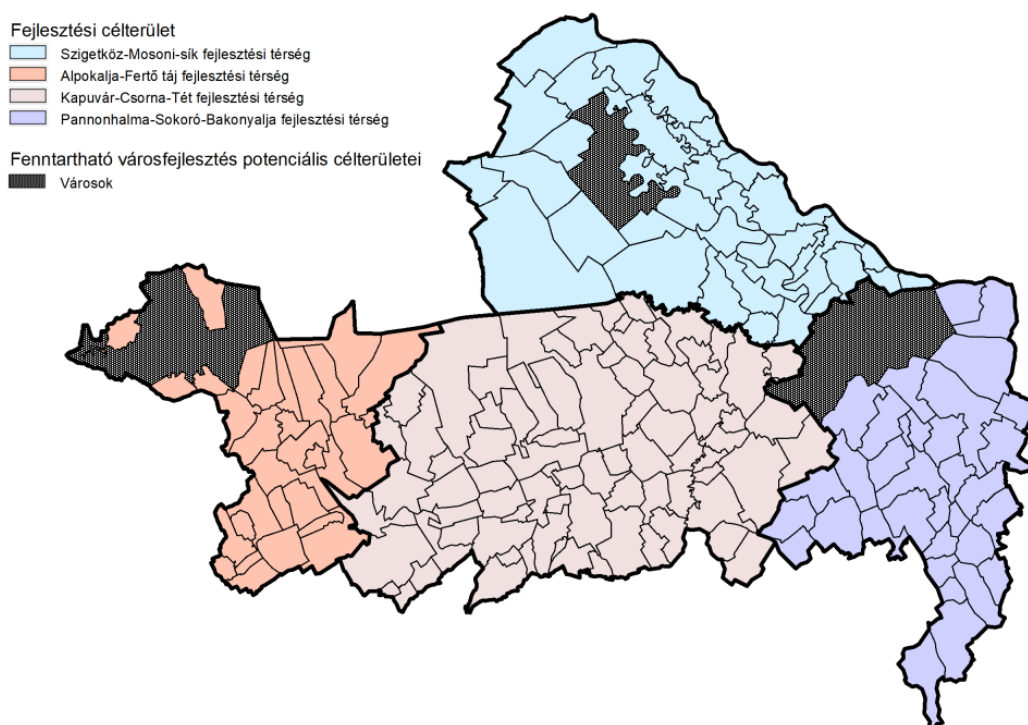 Fejlesztési célterület
Szigetköz-Mosoni-sík fejlesztési térség
Alpokalja-Fertő táj fejlesztési térség
Kapuvár-Csorna-Tét fejlesztési térség
Pannonhalma-Sokoró-Bakonyalja fejlesztési térség
Fenntartható városfejlesztés potenciális célterületei
Városok